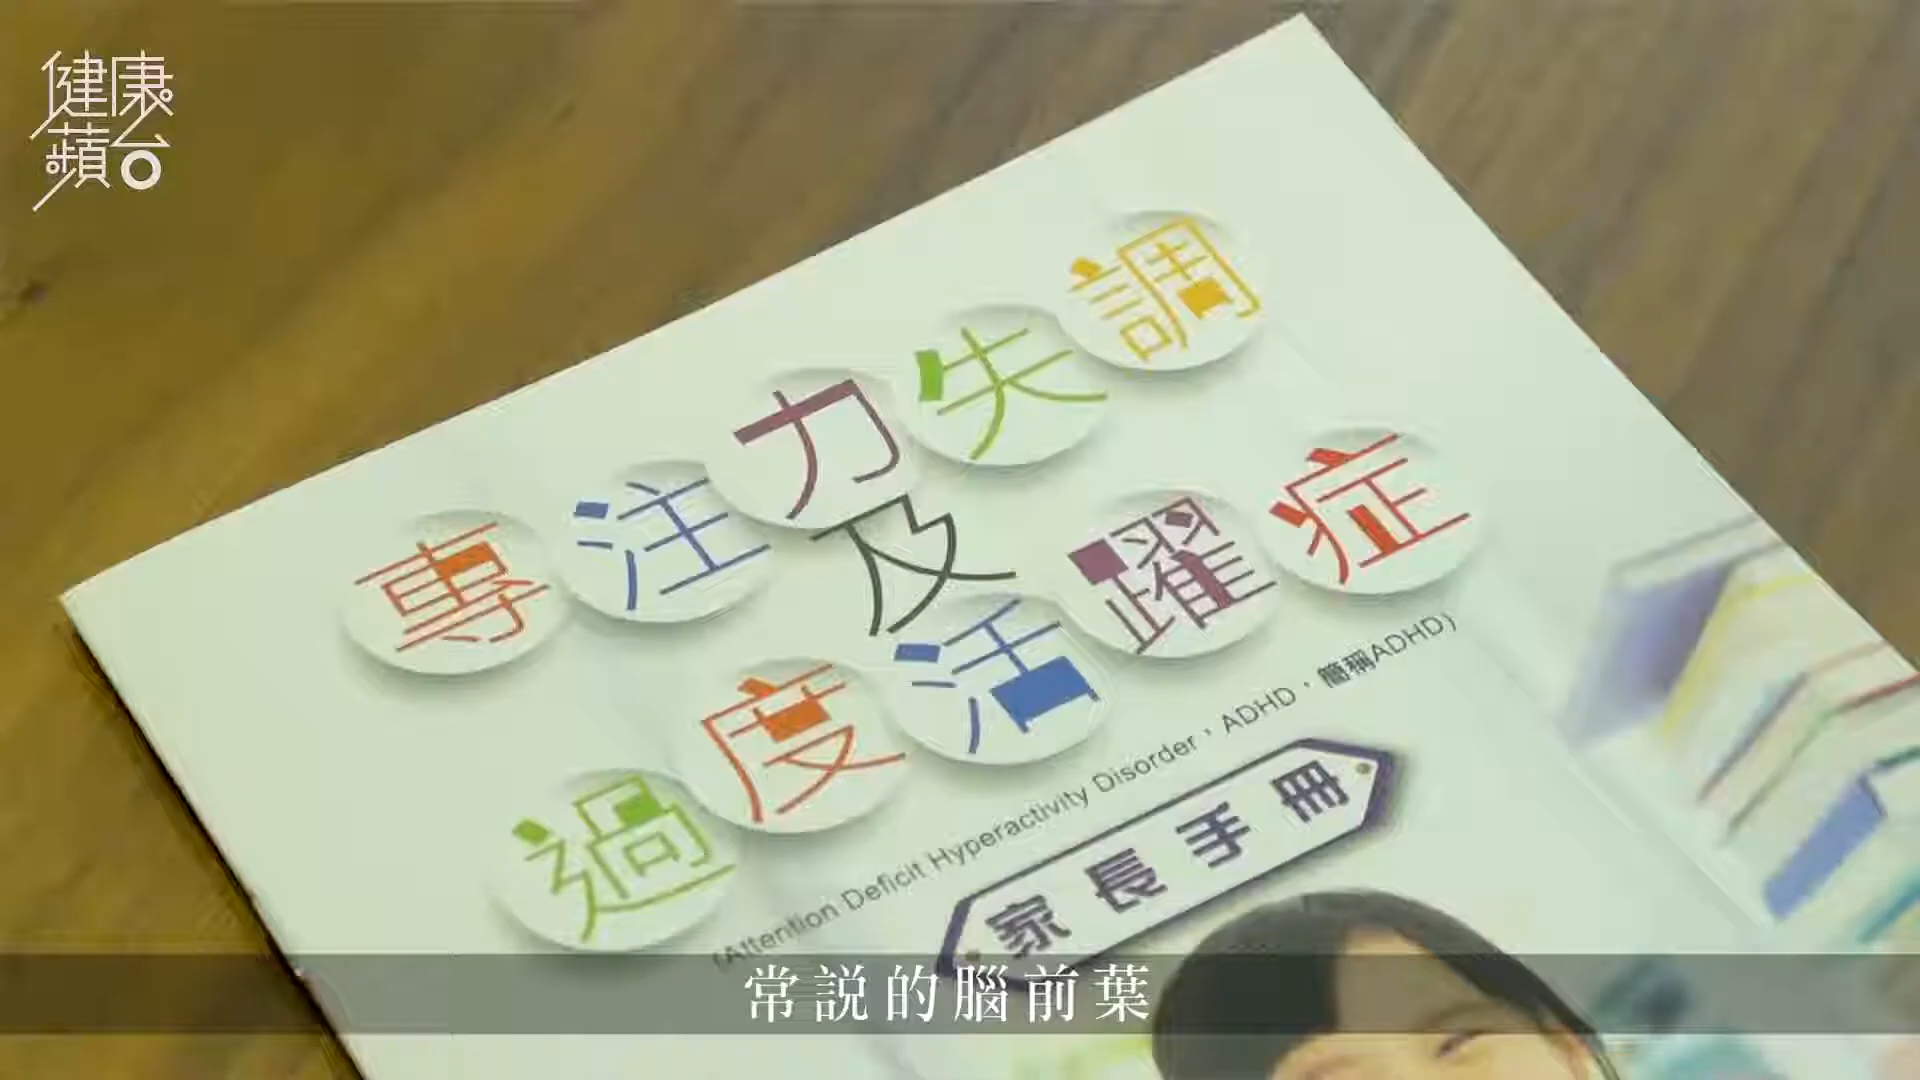 健康
蘋台
專注力失調
及
過度活躍症
(Attention Deficit Hyperactivity Disorder，ADHD，簡稱ADHD)
家長手冊
常説的腦前葉